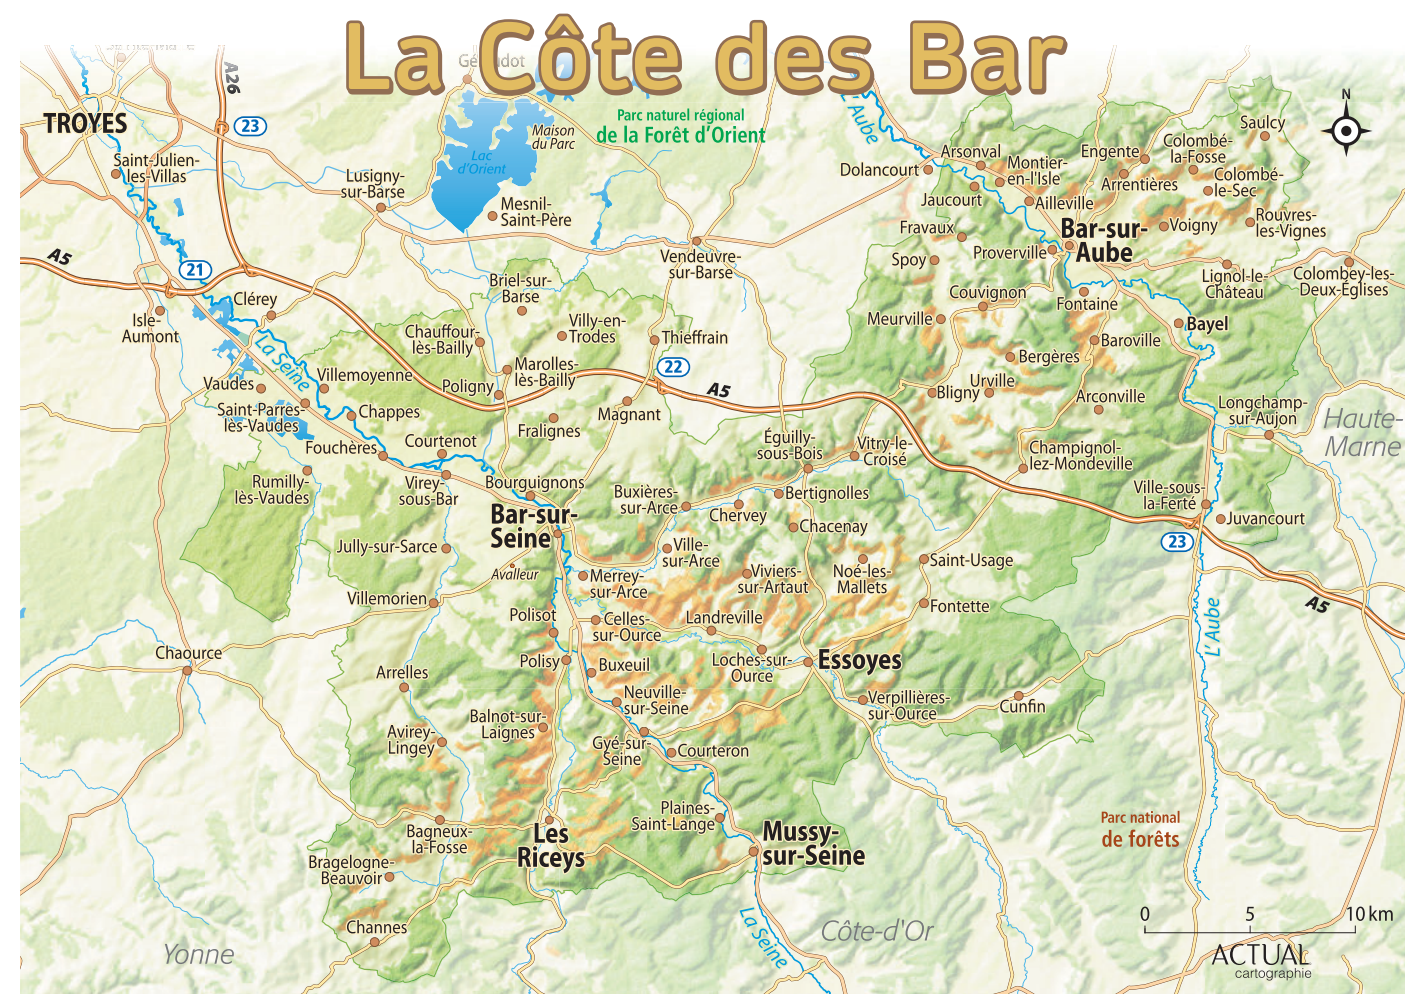 La Côte des Bar
A26
TROYES
23
Parc naturel régional
de la Forêt d'Orient
Maison
du Parc
Lac
d'Orient
L'Aube
N
Saulcy
Saint-Julien-
les-Villas
Lusigny-
sur-Barse
Mesnil-
Saint-Père
Dolancourt
Arsonval
Montier-
en-l'Isle
Engente
Colombé-
la-Fosse
Arrentières
Colombé-
le-Sec
Jaucourt
Ailleville
Fravaux
Bar-sur-
Aube
Voigny
Rouvres-
les-Vignes
Proverville
Spoy
A5
21
Vendeuvre-
sur-Barse
Lignol-le-
Château
Colombey-les-
Deux-Églises
Clérey
Briel-sur-
Barse
Couvignon
Fontaine
Isle-
Aumont
Meurville
Bayel
La Seine
Chauffour-
lès-Bailly
Villy-en-
Trodes
Thieffrain
Baroville
Bergères
Vaudes
Villemoyenne
Marolles-
lès-Bailly
22
A5
Poligny
Urville
Bligny
Arconville
Saint-Parres-
lès-Vaudes
Chappes
Magnant
Longchamp-
sur-Aujon
Haute-
Marne
Fralignes
Fouchères
Courtenot
Éguilly-
sous-Bois
Vitry-le-
Croisé
Champignol-
lez-Mondeville
Rumilly-
lès-Vaudes
Virey-
sous-Bar
Bourguignons
Buxières-
sur-Arce
Bertignolles
Ville-sous-
la-Ferté
Chervey
Juvancourt
Bar-sur-
Seine
Chacenay
23
Jully-sur-Sarce
Ville-
sur-Arce
Avalleur
Merrey-
sur-Arce
Viviers-
sur-Artaut
Noé-les-
Mallets
Saint-Usage
A5
Villemorien
Fontette
Polisot
Celles-
sur-Ource
Landreville
L'Aube
Chaource
Polisy
Buxeuil
Loches-sur-
Ource
Essoyes
Arrelles
Neuville-
sur-Seine
Verpillières-
sur-Ource
Cunfin
Balnot-sur-
Laignes
Avirey-
Lingey
Gyé-sur-
Seine
Courteron
Plaines-
Saint-Lange
Parc national
de forêts
Bagneux-
la-Fosse
Les
Riceys
Mussy-
sur-Seine
Bragelogne-
Beauvoir
Channes
La Seine
Côte-d'Or
Yonne
0 5 10 km
ACTUAL
cartographie